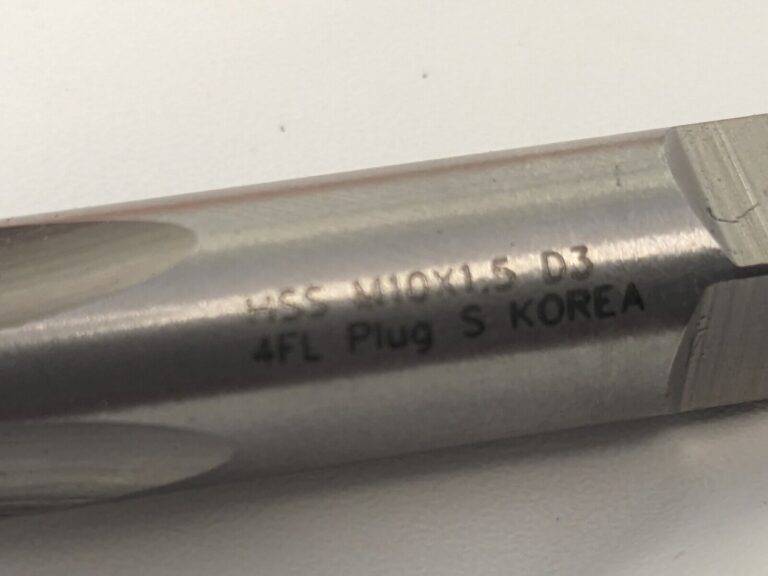 HSS M10X1.5 D3
4FL Plug S KOREA